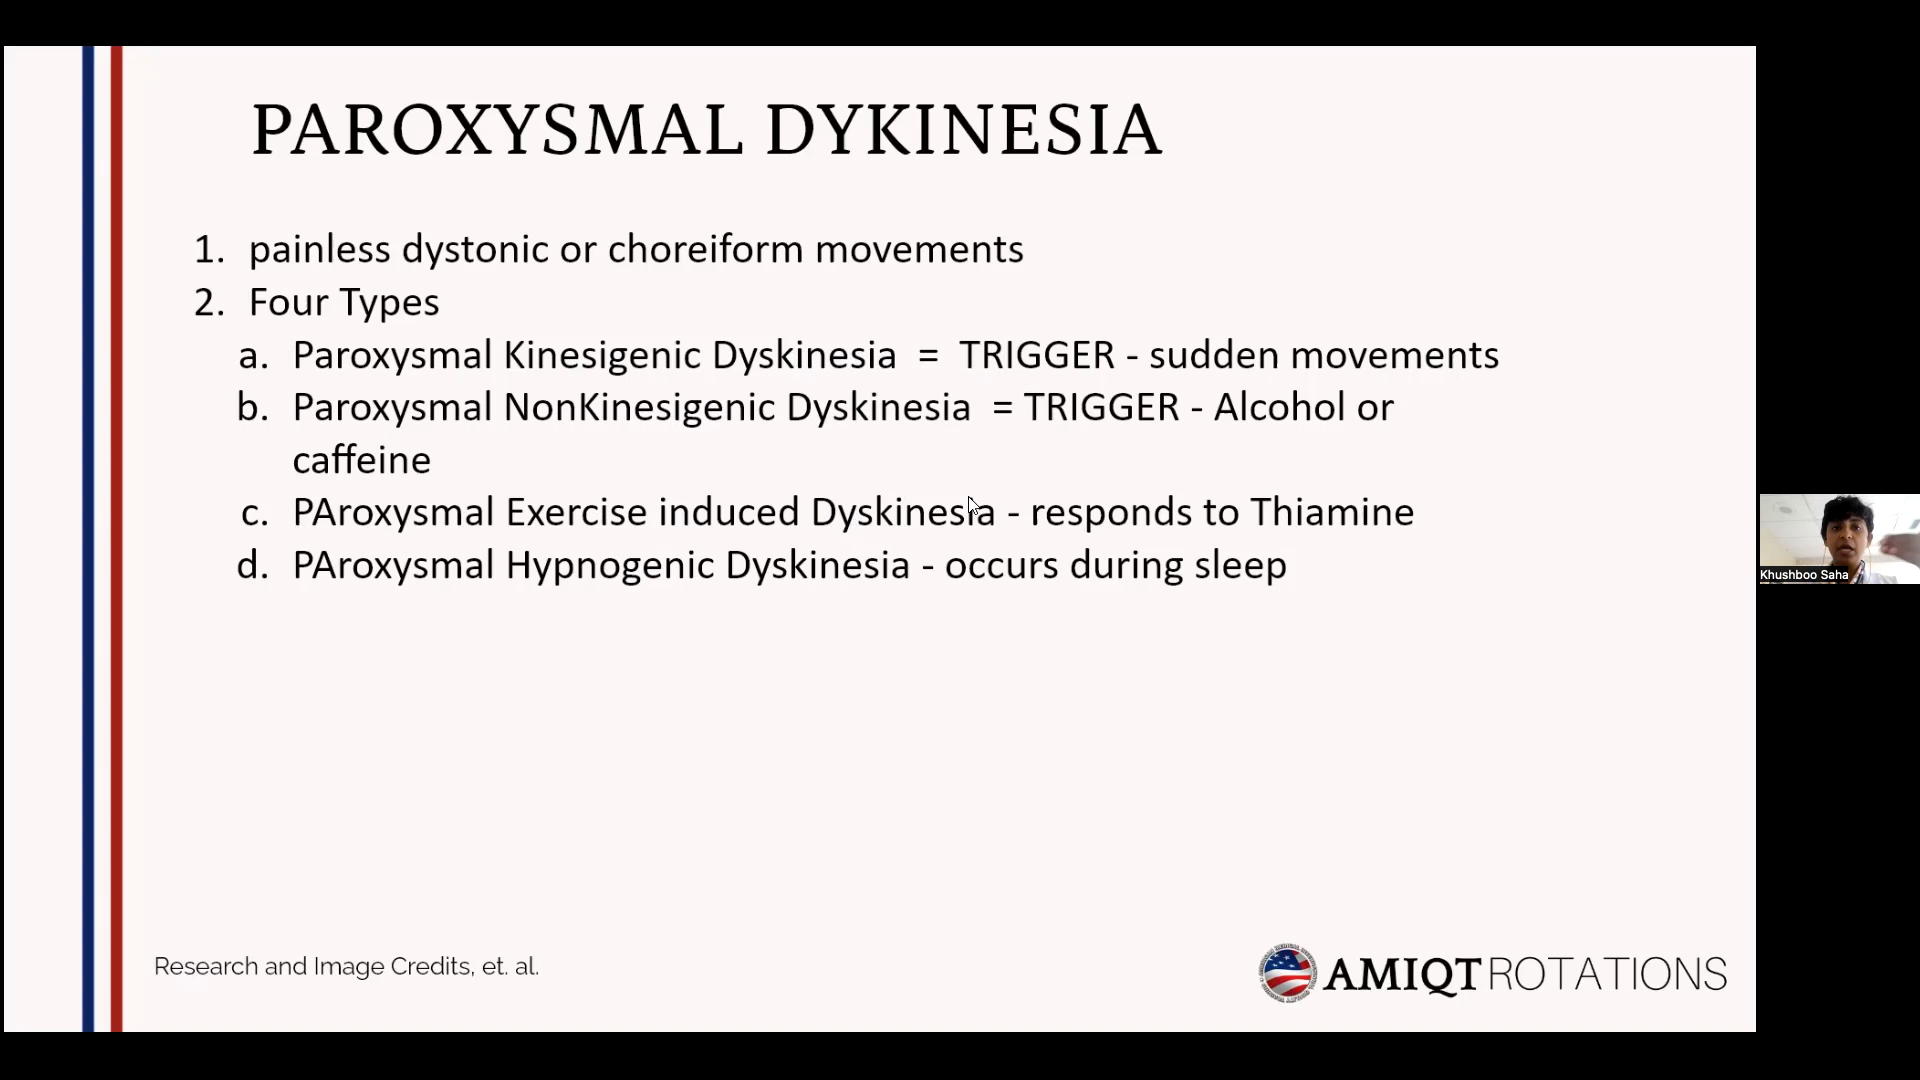 PAROXYSMAL DYKINESIA
1. painless dystonic or choreiform movements
2. Four Types
a. Paroxysmal Kinesigenic Dyskinesia = TRIGGER - sudden movements
b. Paroxysmal NonKinesigenic Dyskinesia = TRIGGER - Alcohol or
caffeine
c. PAroxysmal Exercise induced Dyskinesia - responds to Thiamine
d. PAroxysmal Hypnogenic Dyskinesia - occurs during sleep
Khushboo Saha
Research and Image Credits, et. al.
AMIQT ROTATIONS